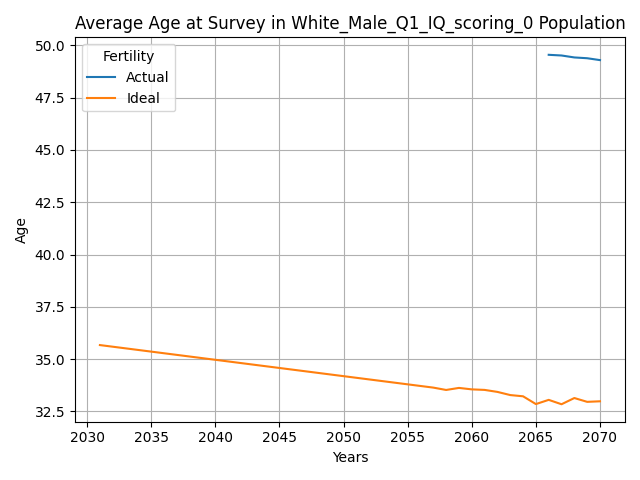 Average Age at Survey in White_Male_Q1_IQ_scoring_0 Population
Fertility
Actual
Ideal
50.0
47.5
45.0
42.5
40.0
37.5
35.0
32.5
Age
2030 2035 2040 2045 2050 2055 2060 2065 2070
Years